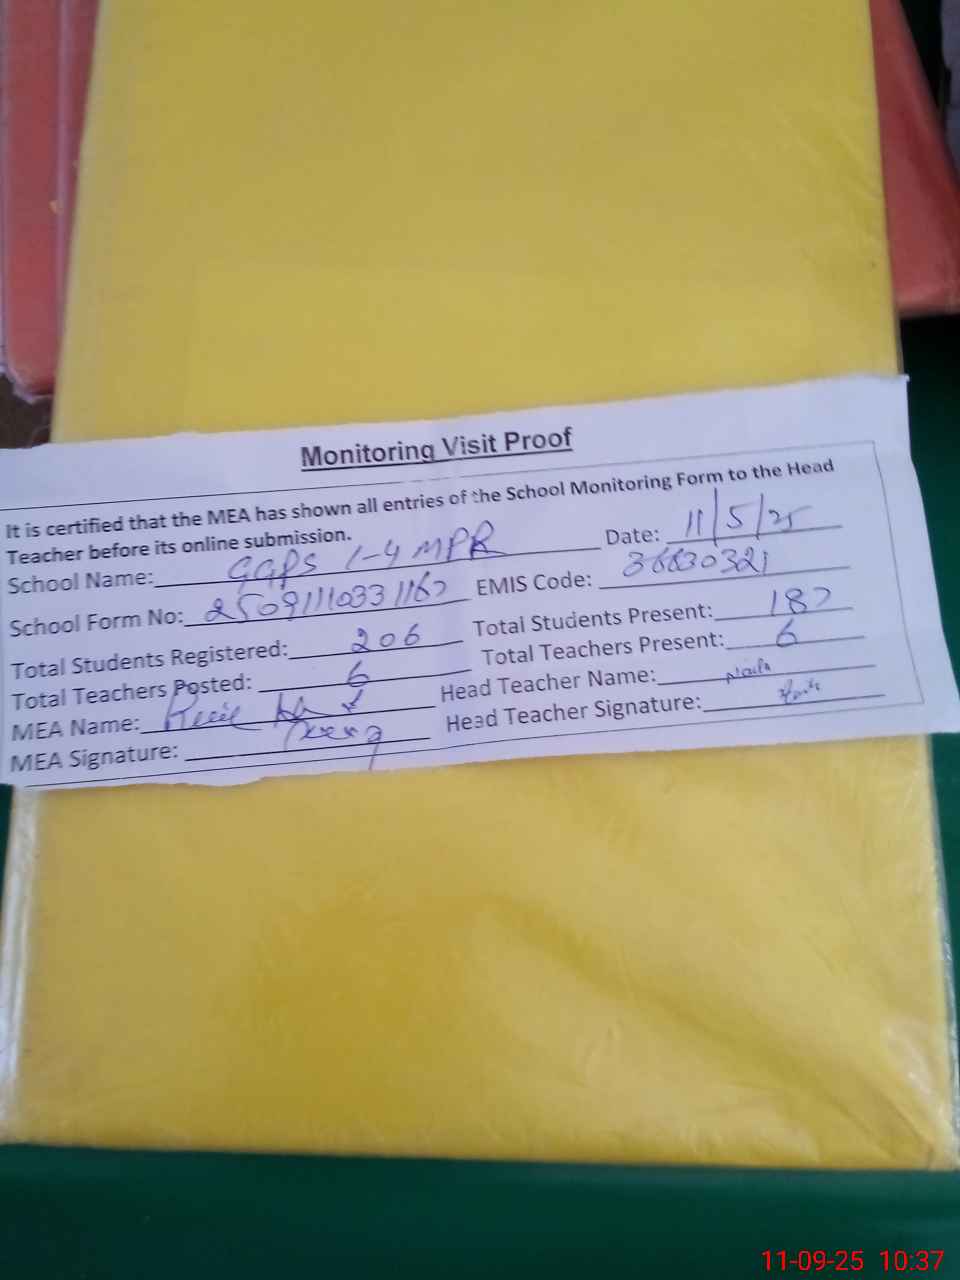 Monitoring Visit Proof
It is certified that the MEA has shown all entries of the School Monitoring Form to the Head
Teacher before its online submission.
Date: 11/5/25
School Name: GGPS 1-4 MPR
EMIS Code: 36630321
School Form No:
Total Students Registered: 206
Total Students Present: 187
Total Teachers Posted: 6
Total Teachers Present: 6
MEA Name:
Head Teacher Name:
MEA Signature:
Head Teacher Signature:
11-09-25 10:37